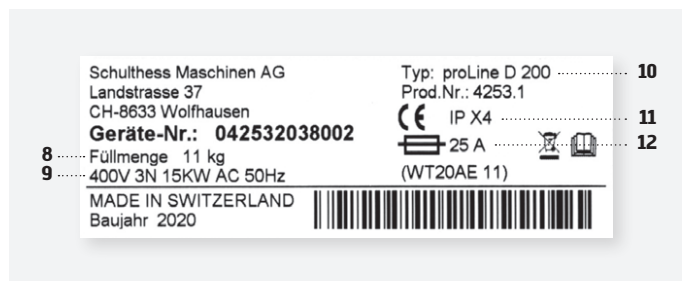 Schulthess Maschinen AG
Landstrasse 37
CH-8633 Wolfhausen
Geräte-Nr.: 042532038002
8 Füllmenge 11 kg
9 400V 3N 15KW AC 50Hz
MADE IN SWITZERLAND
Baujahr 2020
Typ: proLine D 200 10
Prod.Nr.: 4253.1
CE IP X4 11
25 A 12
(WT20AE 11)